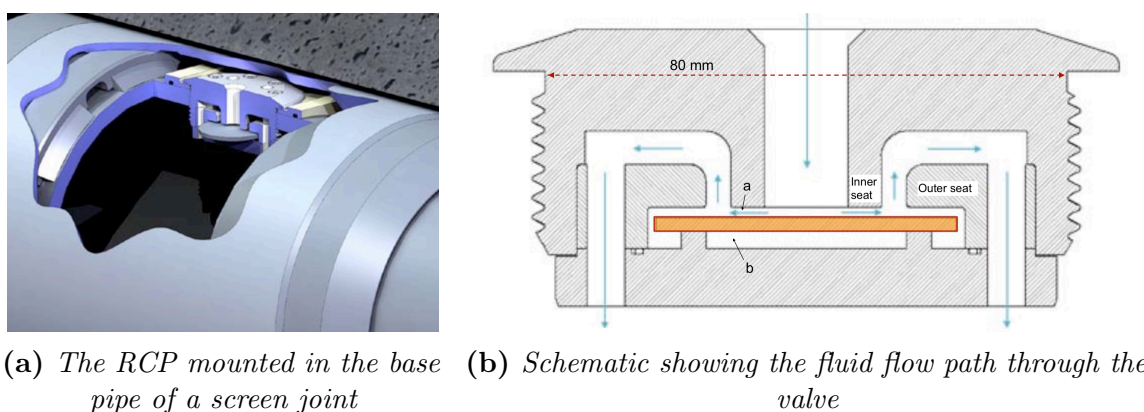 80 mm
Inner
seat
Outer seat
a
b
(a) The RCP mounted in the base
pipe of a screen joint
(b) Schematic showing the fluid flow path through the
valve